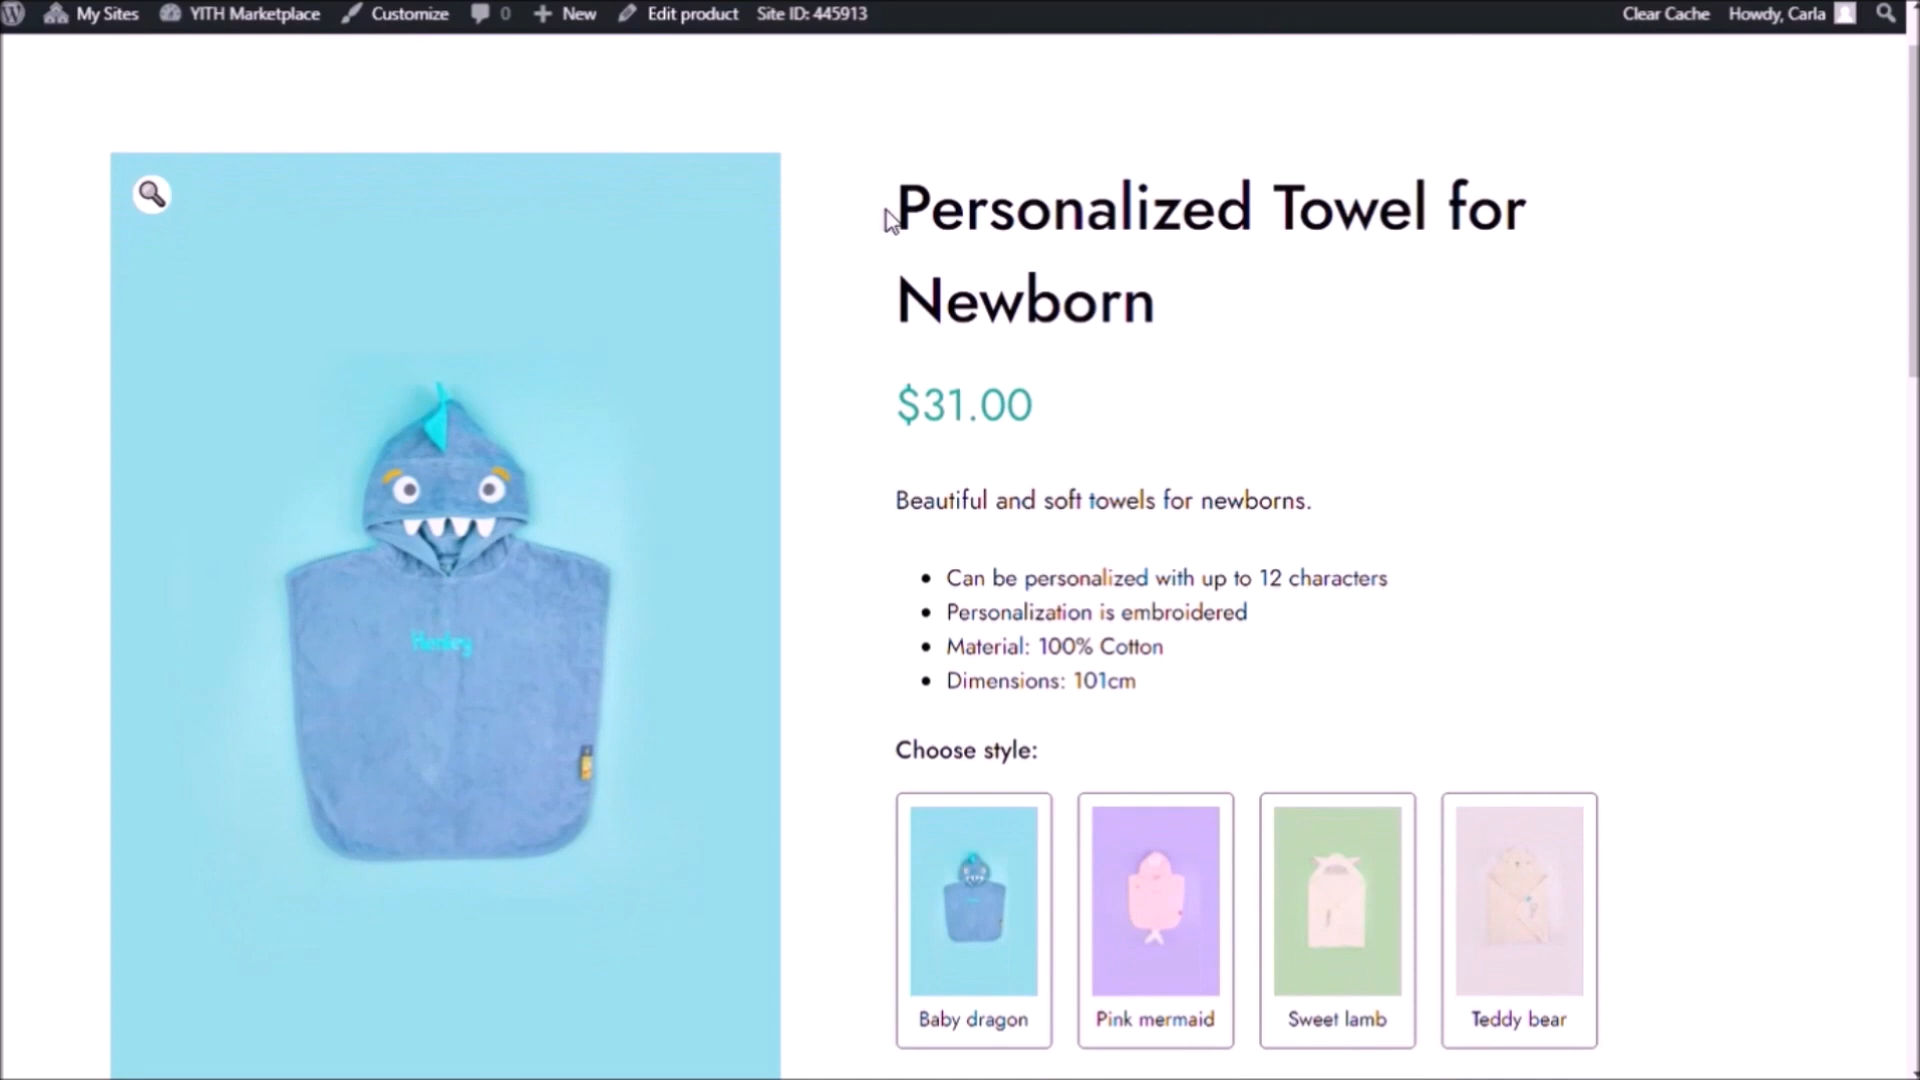 My Sites YITH Marketplace Customize 0 New Edit product Site ID: 445913 Clear Cache Howdy, Carla
Personalized Towel for
Newborn
$31.00
Beautiful and soft towels for newborns.
Can be personalized with up to 12 characters
Personalization is embroidered
Material: 100% Cotton
Dimensions: 101cm
Choose style:
Baby dragon Pink mermaid Sweet lamb Teddy bear